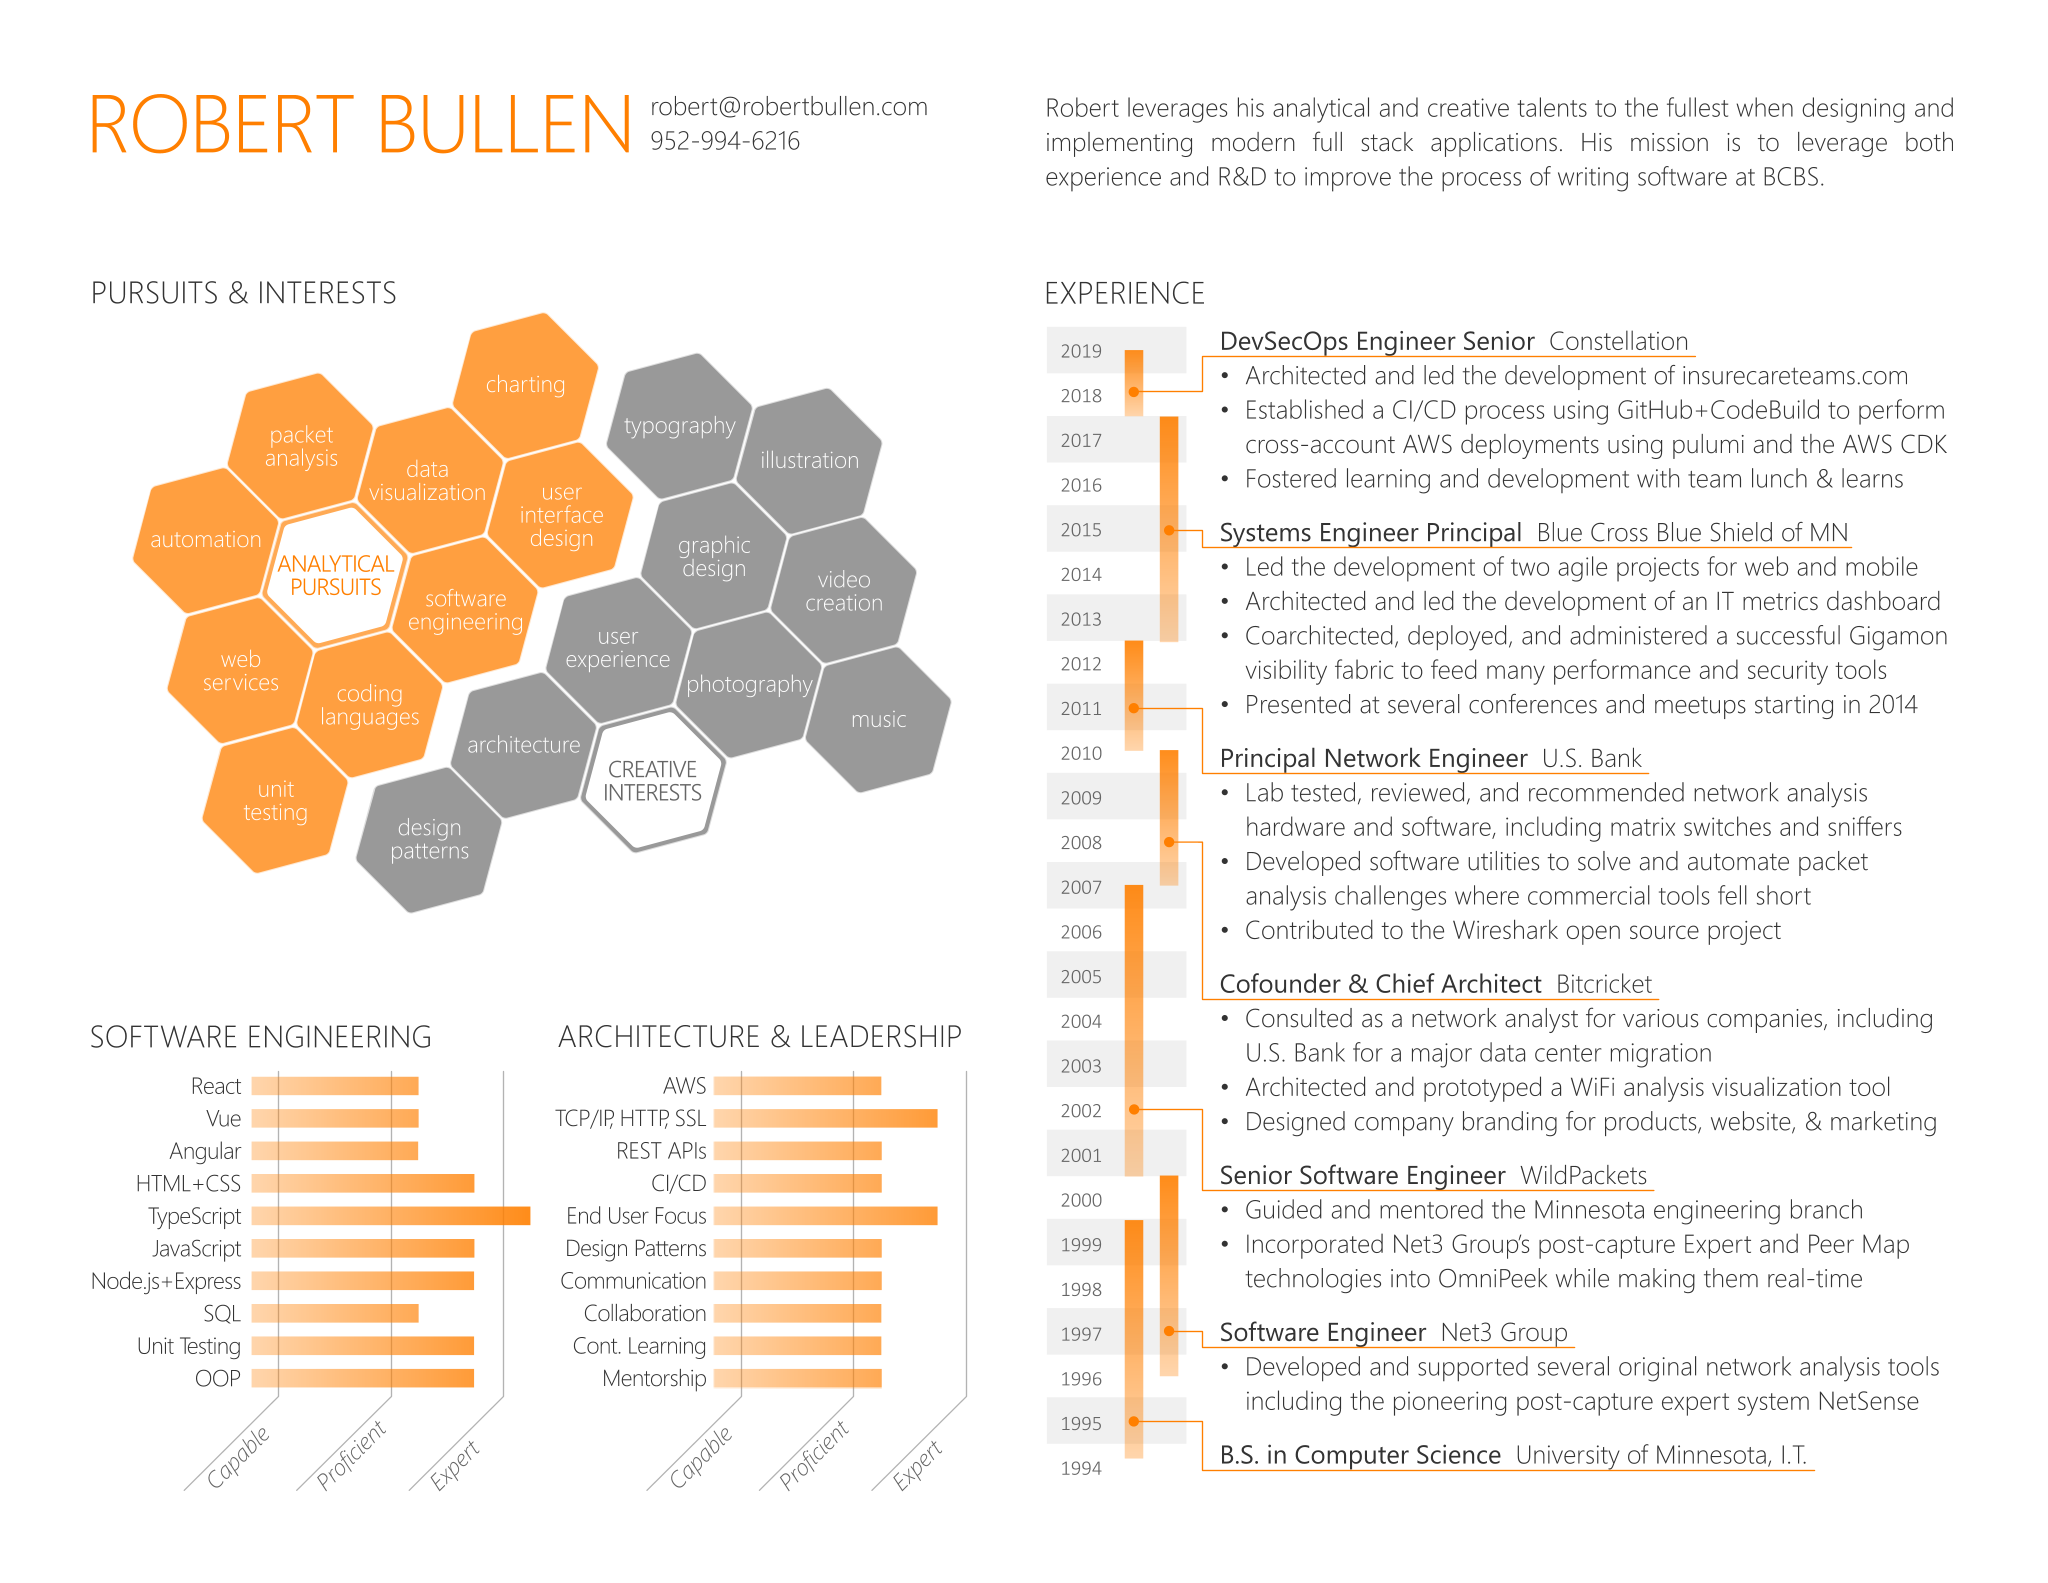 ROBERT BULLEN
robert@robertbullen.com
952-994-6216
Robert leverages his analytical and creative talents to the fullest when designing and
implementing modern full stack applications. His mission is to leverage both
experience and R&D to improve the process of writing software at BCBS.
PURSUITS & INTERESTS
charting
packet
analysis
data
visualization
user
interface
design
automation
ANALYTICAL
PURSUITS
software
engineering
web
services
coding
languages
unit
testing
typography
illustration
graphic
design
video
creation
user
experience
photography
music
architecture
CREATIVE
INTERESTS
design
patterns
SOFTWARE ENGINEERING
React
Vue
Angular
HTML+CSS
TypeScript
JavaScript
Node.js+Express
SQL
Unit Testing
OOP
Capable
Proficient
Expert
ARCHITECTURE & LEADERSHIP
AWS
TCP/IP, HTTP, SSL
REST APIs
CI/CD
End User Focus
Design Patterns
Communication
Collaboration
Cont. Learning
Mentorship
Capable
Proficient
Expert
EXPERIENCE
2019
2018
2017
2016
2015
2014
2013
2012
2011
2010
2009
2008
2007
2006
2005
2004
2003
2002
2001
2000
1999
1998
1997
1996
1995
1994
DevSecOps Engineer Senior Constellation
• Architected and led the development of insurecareteams.com
• Established a CI/CD process using GitHub+CodeBuild to perform
cross-account AWS deployments using pulumi and the AWS CDK
• Fostered learning and development with team lunch & learns
Systems Engineer Principal Blue Cross Blue Shield of MN
• Led the development of two agile projects for web and mobile
• Architected and led the development of an IT metrics dashboard
• Coarchitected, deployed, and administered a successful Gigamon
visibility fabric to feed many performance and security tools
• Presented at several conferences and meetups starting in 2014
Principal Network Engineer U.S. Bank
• Lab tested, reviewed, and recommended network analysis
hardware and software, including matrix switches and sniffers
• Developed software utilities to solve and automate packet
analysis challenges where commercial tools fell short
• Contributed to the Wireshark open source project
Cofounder & Chief Architect Bitcricket
• Consulted as a network analyst for various companies, including
U.S. Bank for a major data center migration
• Architected and prototyped a WiFi analysis visualization tool
• Designed company branding for products, website, & marketing
Senior Software Engineer WildPackets
• Guided and mentored the Minnesota engineering branch
• Incorporated Net3 Group's post-capture Expert and Peer Map
technologies into OmniPeek while making them real-time
Software Engineer Net3 Group
• Developed and supported several original network analysis tools
including the pioneering post-capture expert system NetSense
B.S. in Computer Science University of Minnesota, I.T.